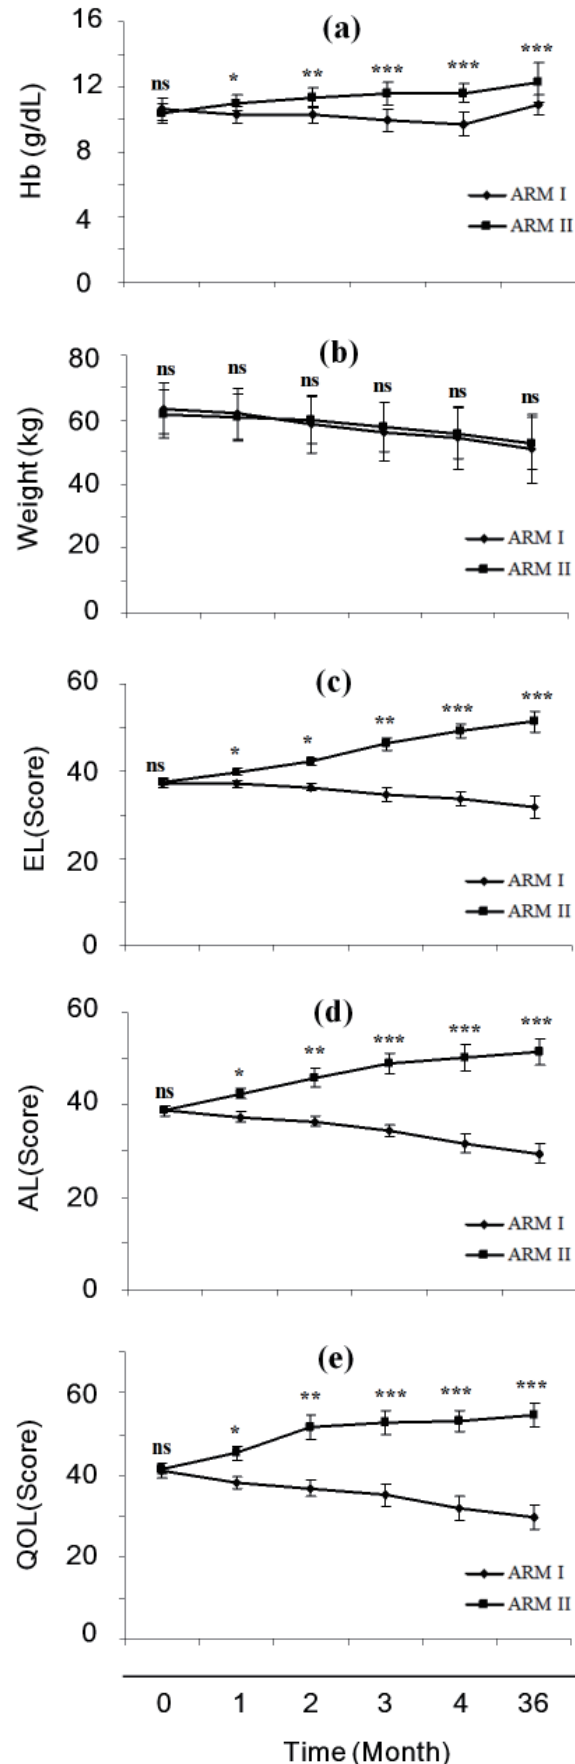 (a)
16
12
8
4
0
Hb (g/dL)
ns * ** *** *** ***
ARM I
ARM II
(b)
80
60
40
20
0
Weight (kg)
ns ns ns ns ns ns
ARM I
ARM II
(c)
60
40
20
0
EL(Score)
ns * * ** *** ***
ARM I
ARM II
(d)
60
40
20
0
AL(Score)
ns * ** *** *** ***
ARM I
ARM II
(e)
60
40
20
0
QOL(Score)
ns * ** *** *** ***
ARM I
ARM II
0 1 2 3 4 36
Time (Month)